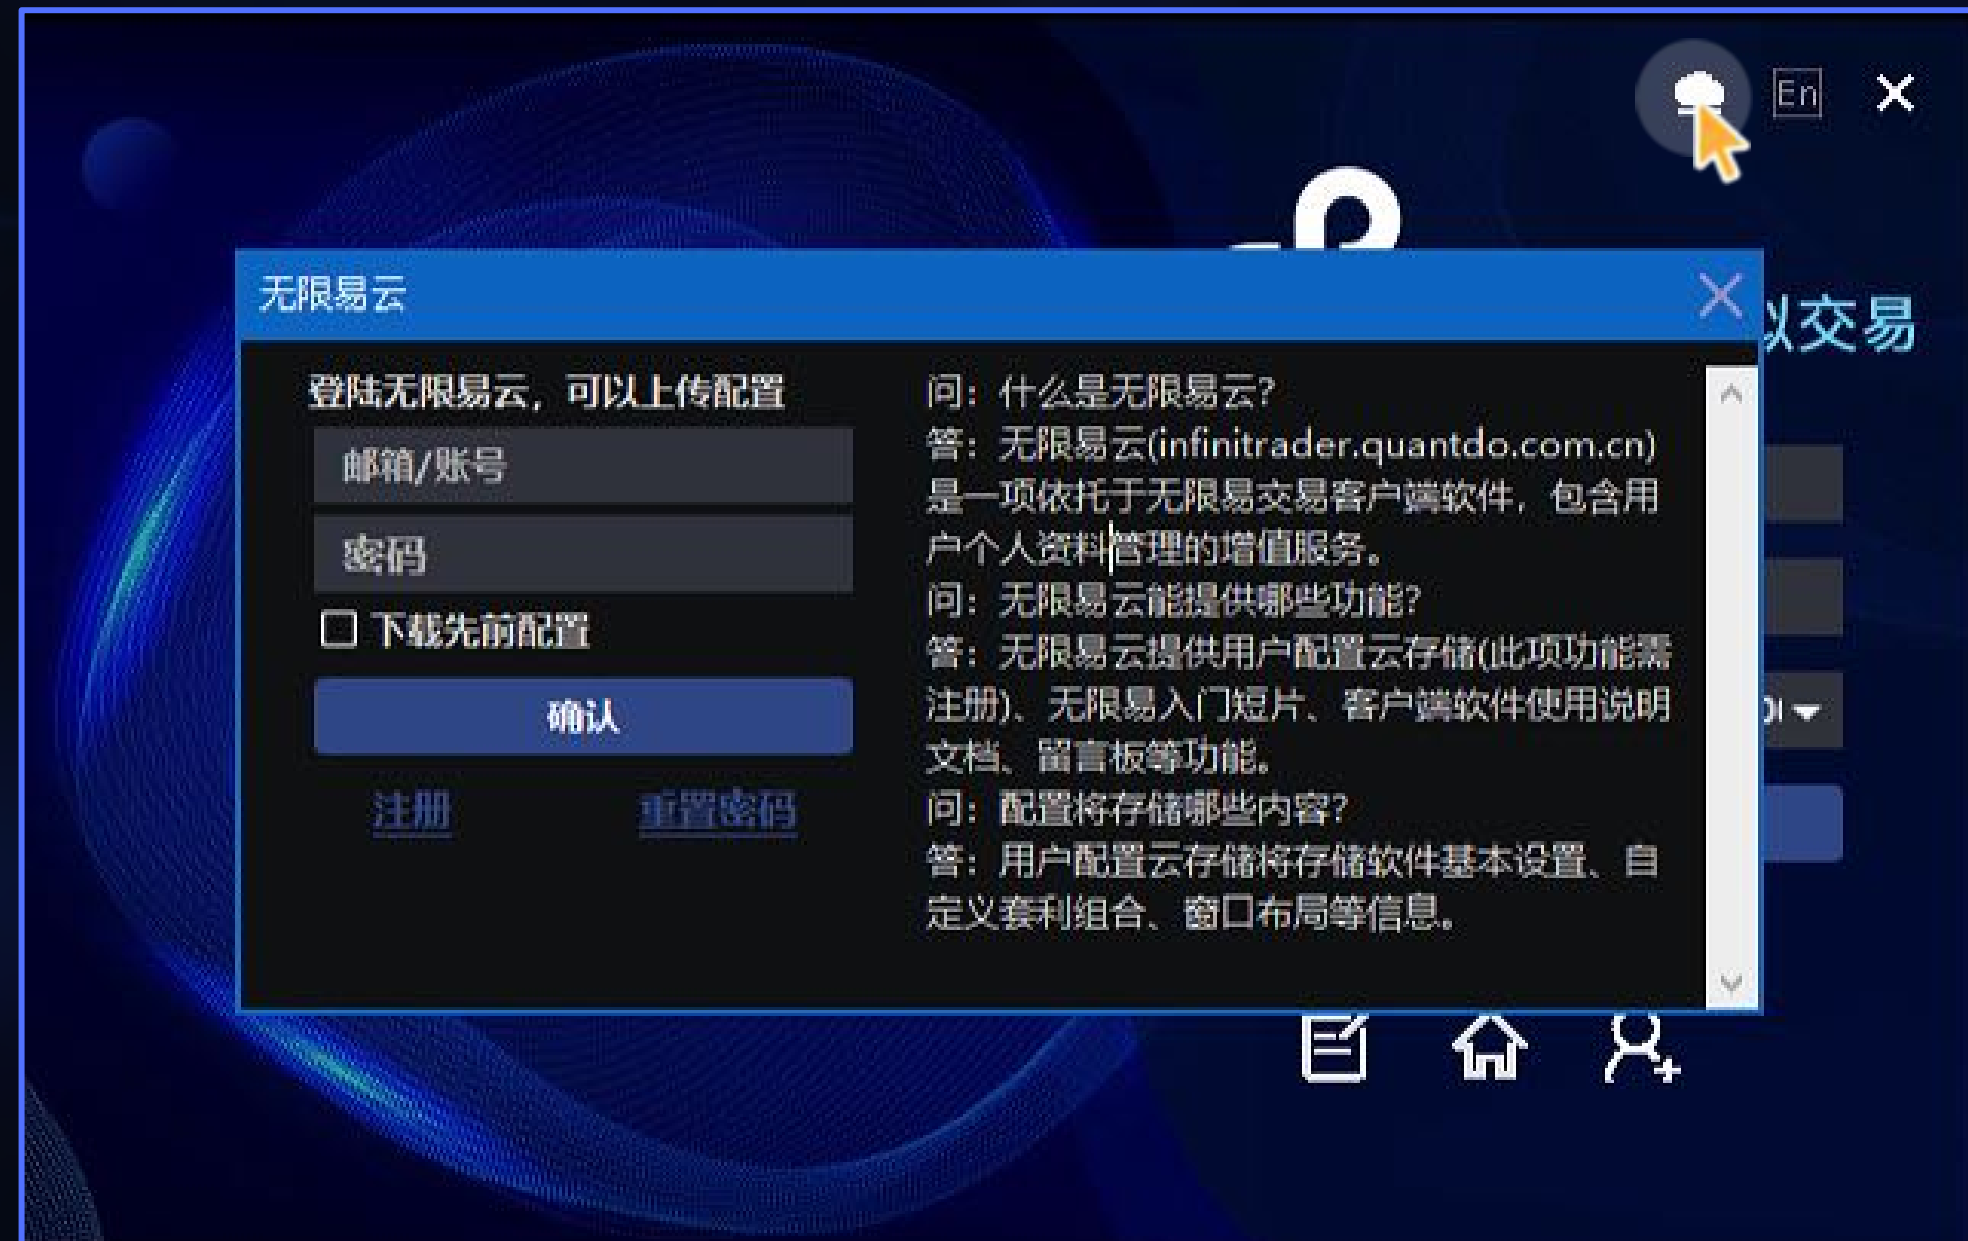 En
拟交易
无限易云
登陆无限易云，可以上传配置
邮箱/账号
密码
下载先前配置
确认
注册
重置密码
问：什么是无限易云？
答：无限易云(infinitrader.quantdo.com.cn)
是一项依托于无限易交易客户端软件，包含用
户个人资料管理的增值服务。
问：无限易云能提供哪些功能？
答：无限易云提供用户配置云存储(此项功能需
注册)、无限易入门短片、客户端软件使用说明
文档、留言板等功能。
问：配置将存储哪些内容？
答：用户配置云存储将存储软件基本设置、自
定义套利组合、窗口布局等信息。